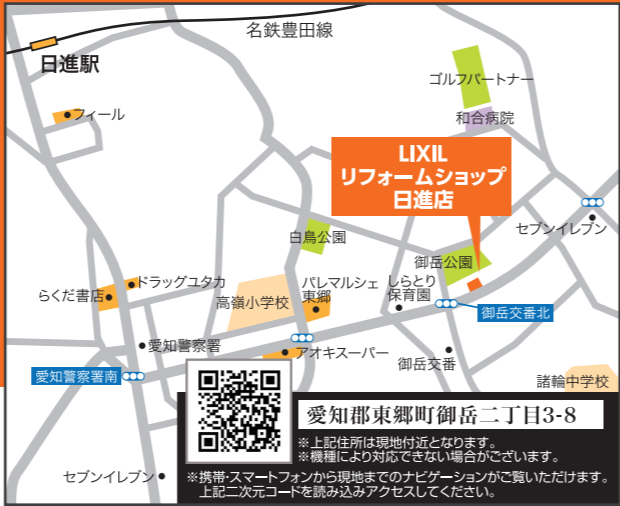 名鉄豊田線
日進駅
フィール
ゴルフパートナー
和合病院
LIXIL
リフォームショップ
日進店
セブンイレブン
白鳥公園
御岳公園
ドラッグユタカ
らくだ書店
高嶺小学校
パレマルシェ
東郷
しらとり
保育園
御岳交番北
愛知警察署
アオキスーパー
御岳交番
愛知警察署南
諸輪中学校
愛知郡東郷町御岳二丁目3-8
※上記住所は現地付近となります。
※機種により対応できない場合がございます。
セブンイレブン
※携帯・スマートフォンから現地までのナビゲーションがご覧いただけます。
上記二次元コードを読み込みアクセスしてください。